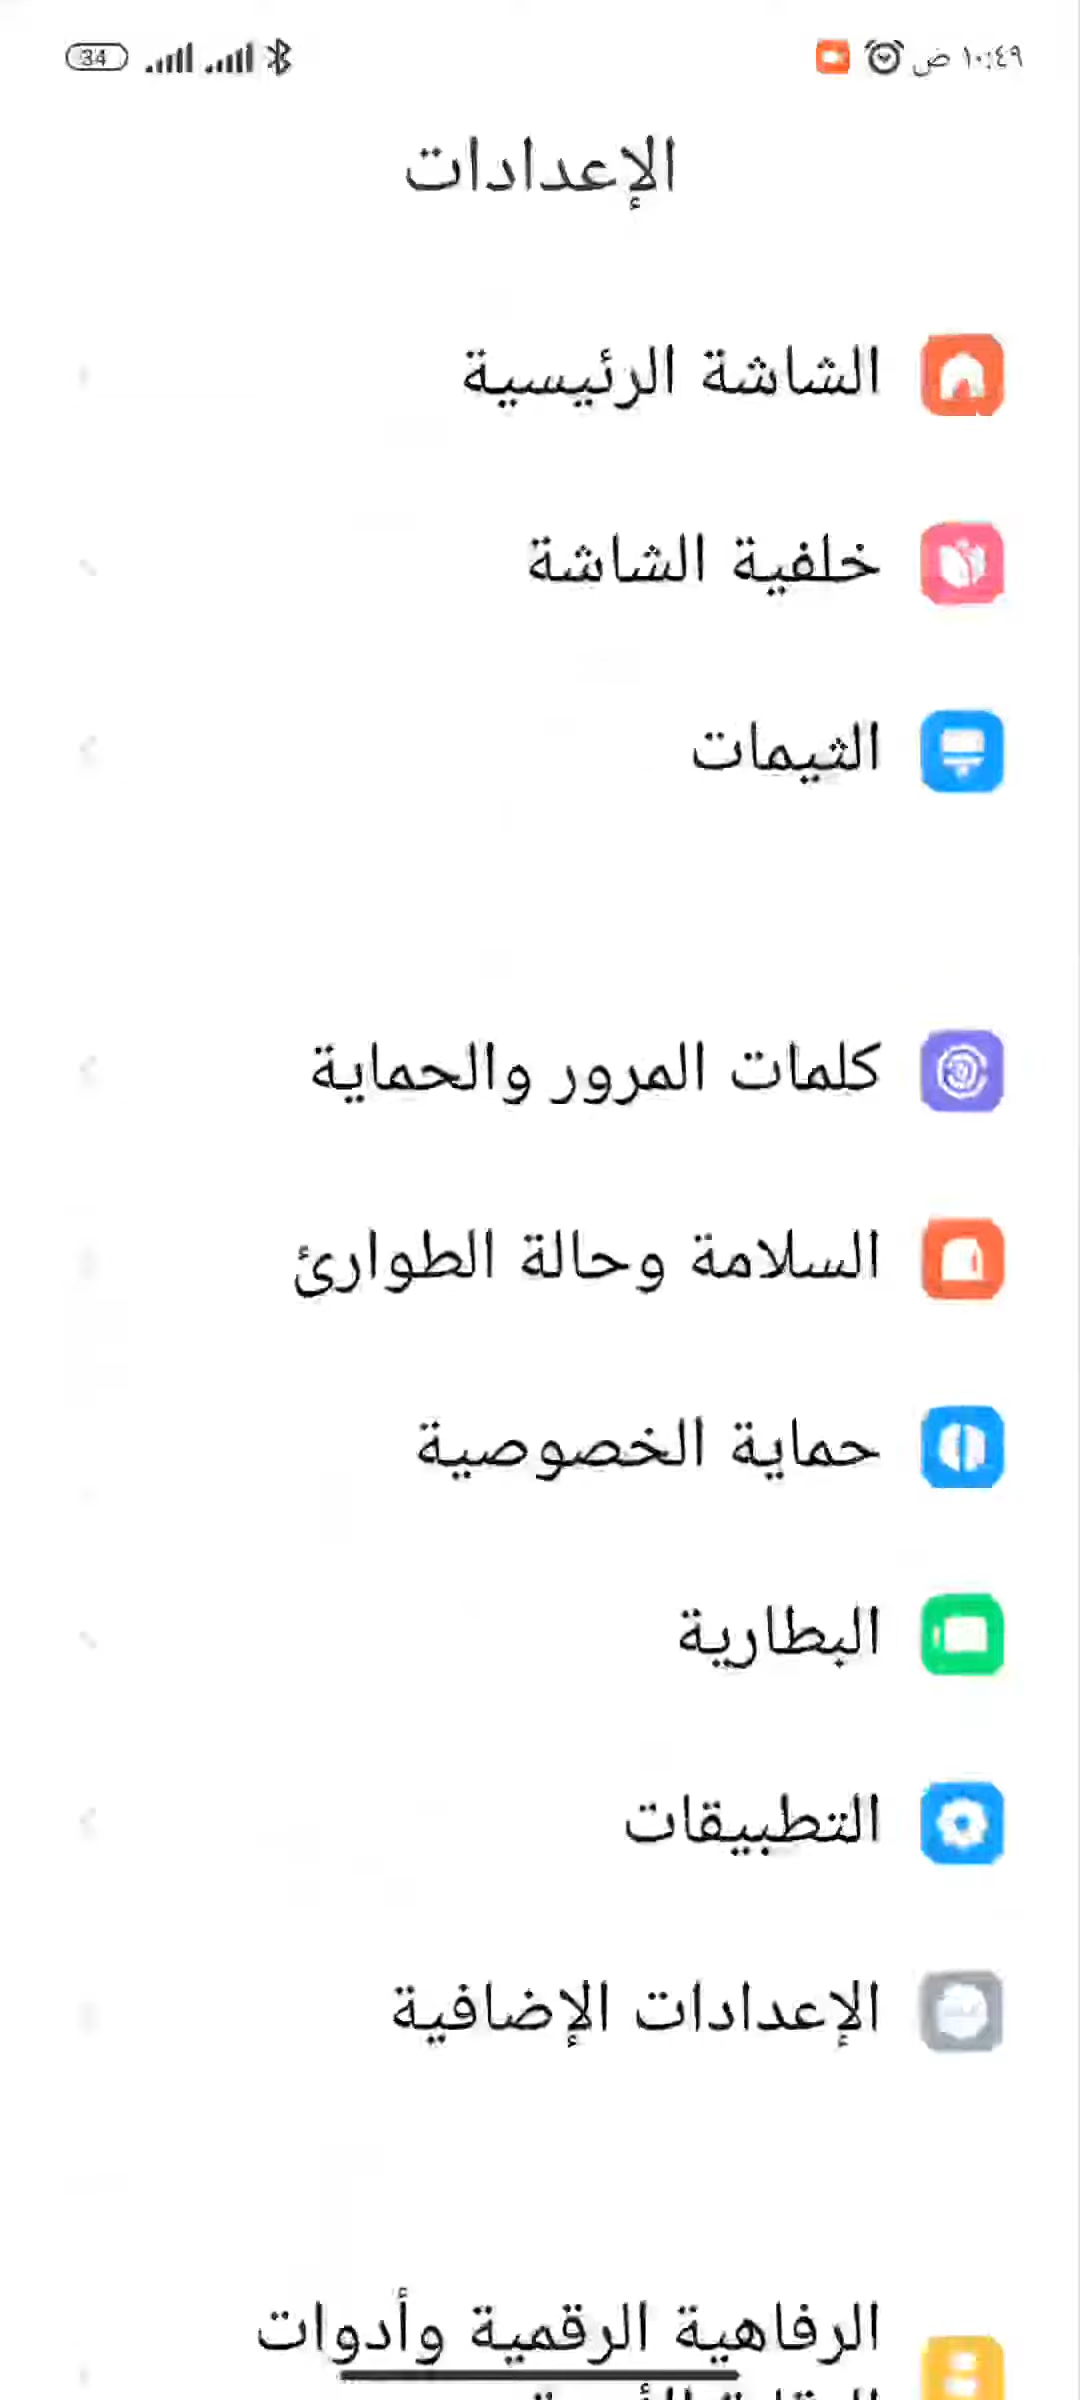 ١٠:٤٩ ض
34
الإعدادات
الشاشة الرئيسية
خلفية الشاشة
الثيمات
كلمات المرور والحماية
السلامة وحالة الطوارئ
حماية الخصوصية
البطارية
التطبيقات
الإعدادات الإضافية
الرفاهية الرقمية وأدوات